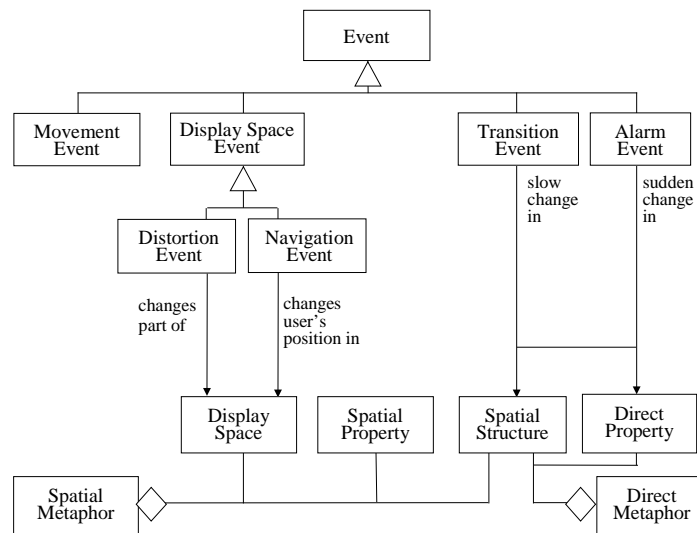 Event
Movement
Event
Display Space
Event
Transition
Event
Alarm
Event
slow
change
in
sudden
change
in
Distortion
Event
Navigation
Event
changes
part of
changes
user's
position in
Display
Space
Spatial
Property
Spatial
Structure
Direct
Property
Spatial
Metaphor
Direct
Metaphor